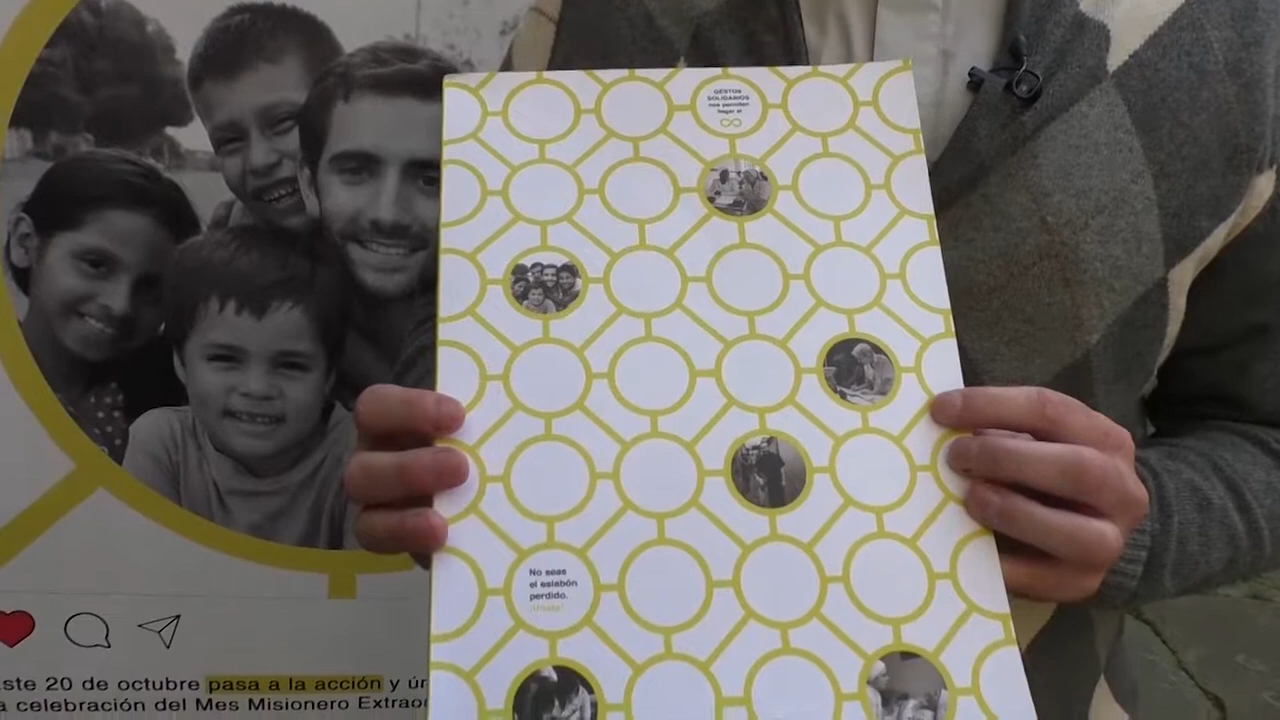 GESTOS
SOLIDARIOS
nos permiten
llegar al
No seas
el eslabón
perdido.
¡Únete!
ste 20 de octubre pasa a la acción y ún
a celebración del Mes Misionero Extraor